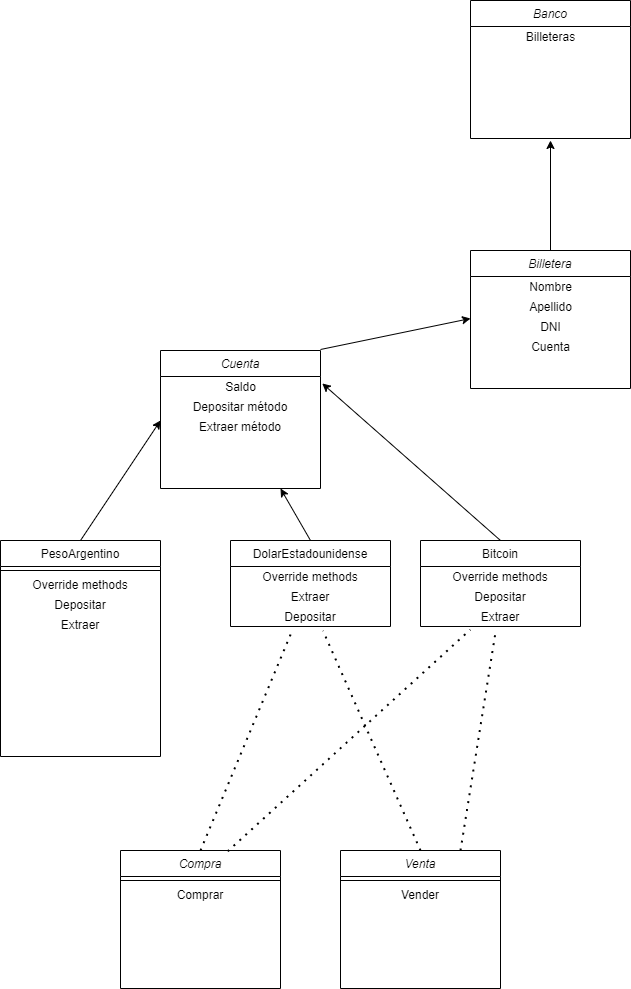 Banco
Billeteras
Billetera
Nombre
Apellido
DNI
Cuenta
Cuenta
Saldo
Depositar método
Extraer método
PesoArgentino
Override methods
Depositar
Extraer
DolarEstadounidense
Override methods
Extraer
Depositar
Bitcoin
Override methods
Depositar
Extraer
Compra
Comprar
Venta
Vender